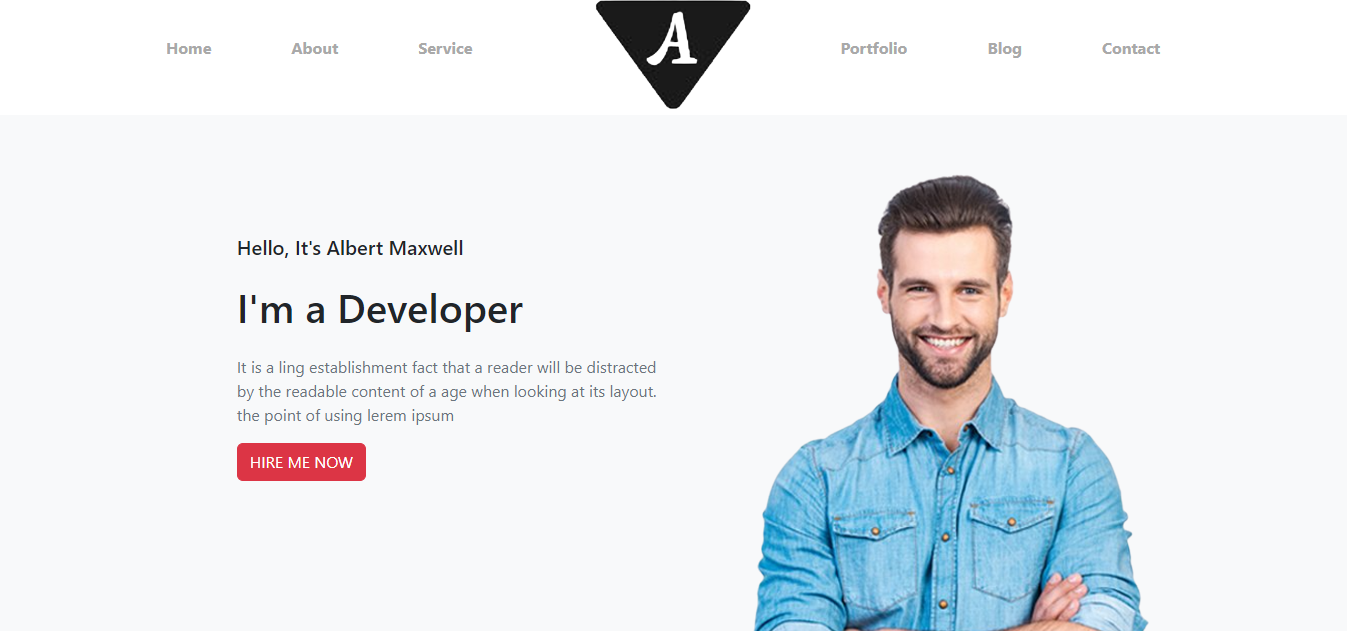 Home About Service A Portfolio Blog Contact
Hello, It's Albert Maxwell
I'm a Developer
It is a ling establishment fact that a reader will be distracted
by the readable content of a age when looking at its layout.
the point of using lerem ipsum
HIRE ME NOW